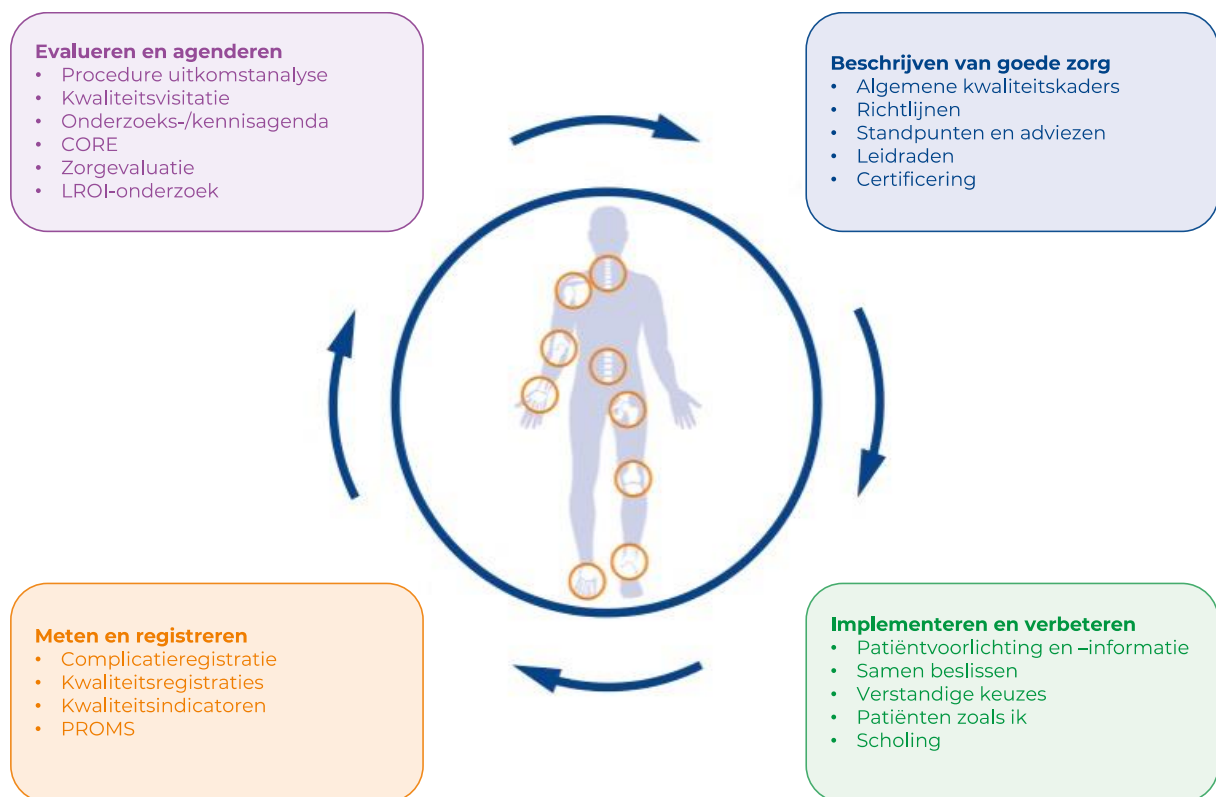 Evalueren en agenderen
• Procedure uitkomstanalyse
• Kwaliteitsvisitatie
• Onderzoeks-/kennisagenda
• CORE
• Zorgevaluatie
• LROI-onderzoek
Beschrijven van goede zorg
• Algemene kwaliteitskaders
• Richtlijnen
• Standpunten en adviezen
• Leidraden
• Certificering
Meten en registreren
• Complicatieregistratie
• Kwaliteitsregistraties
• Kwaliteitsindicatoren
• PROMS
Implementeren en verbeteren
• Patiëntvoorlichting en –informatie
• Samen beslissen
• Verstandige keuzes
• Patiënten zoals ik
• Scholing